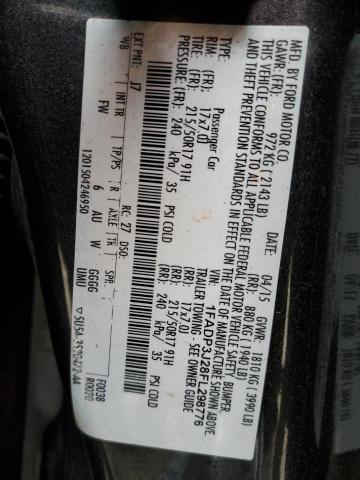 MFD BY FORD MOTOR CO.
DATE: 04/15 GVWR: 1810 KG (3990 LB)
GAWR: (FR) 972 KG (2143 LB) (RR) 880 KG (1940 LB)
THIS VEHICLE CONFORMS TO ALL APPLICABLE FEDERAL MOTOR VEHICLE SAFETY, BUMPER,
AND THEFT PREVENTION STANDARDS IN EFFECT ON THE DATE OF MANUFACTURE SHOWN ABOVE
VIN: 1FADP3J28FL298776
TYPE: Passenger Car TRAILER TOWING - SEE OWNER GUIDE
RIM: (FR) 17x7.0J (RR) 17x7.0J
TIRE: (FR) 215/50R17 91H (RR) 215/50R17 91H
PRESSURE (FR) 240 kPa/ 35 PSI COLD (RR) 240 kPa/ 35 PSI COLD
EXT PNT: J7 RC: 27 DSO: F0038
R0020
WB INT TR TP/PS R AXLE TR SPR
FW 6 AU W GGGG UMU
1201504246950